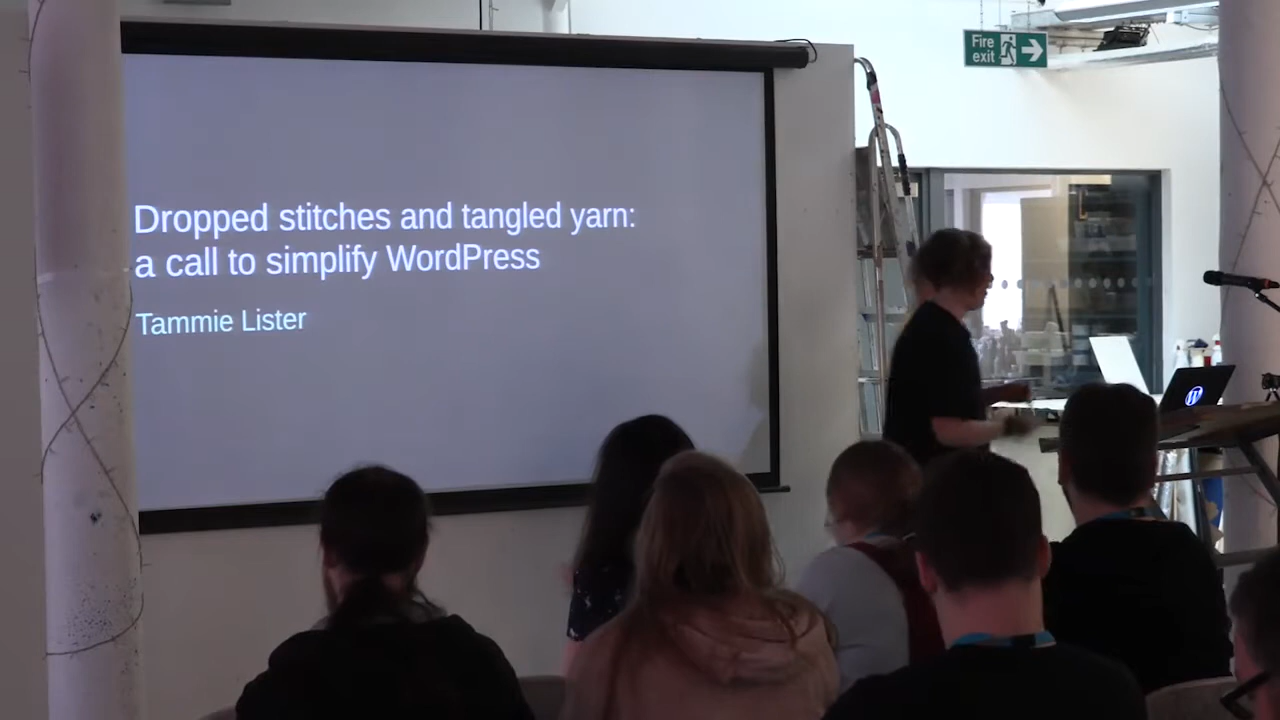 Dropped stitches and tangled yarn:
a call to simplify WordPress
Tammie Lister
Fire
exit